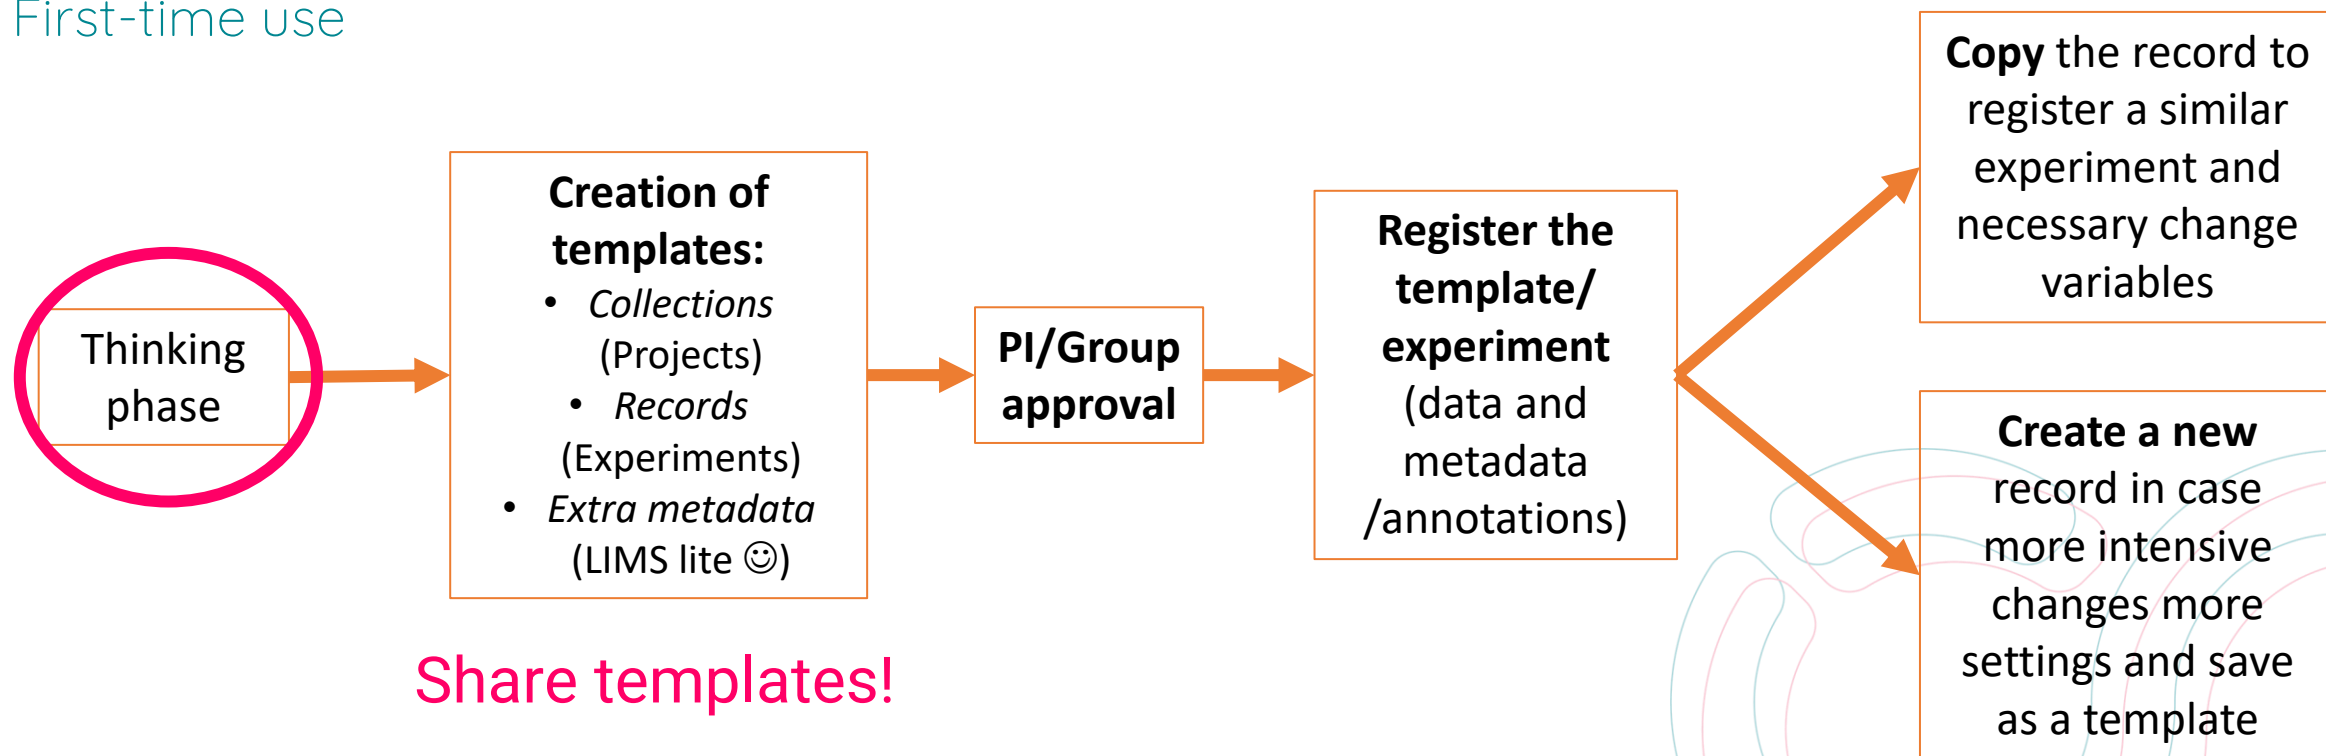 First-time use
Thinking
phase
Creation of
templates:
• Collections
(Projects)
• Records
(Experiments)
• Extra metadata
(LIMS lite ☺)
Share templates!
PI/Group
approval
Register the
template/
experiment
(data and
metadata
/annotations)
Copy the record to
register a similar
experiment and
necessary change
variables
Create a new
record in case
more intensive
changes more
settings and save
as a template